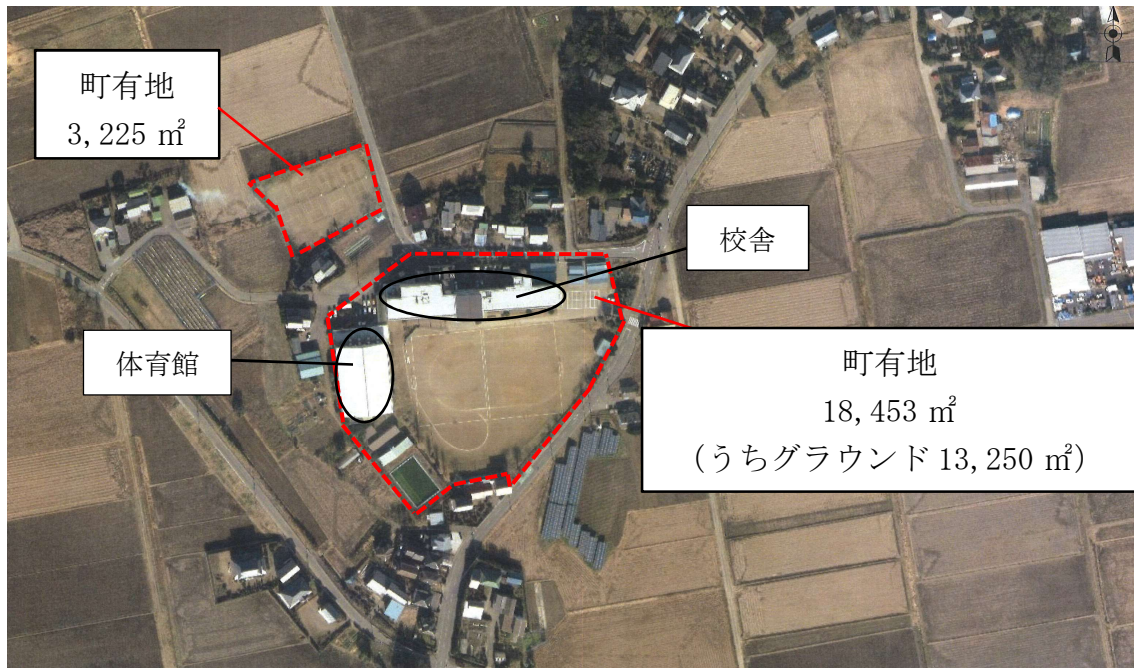 町有地
3,225 ㎡
校舎
体育館
町有地
18,453 ㎡
（うちグラウンド 13,250 ㎡）